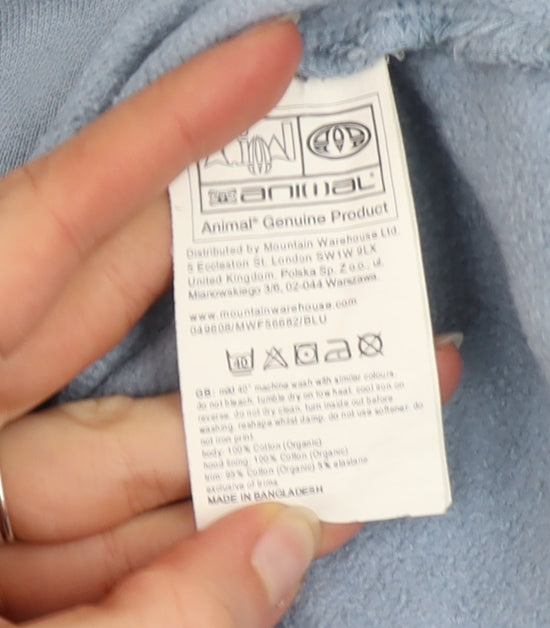 animal
Animal® Genuine Product
Distributed by Mountain Warehouse Ltd.
5 Eccleston St. London SW1W 9LX
United Kingdom. Polska Sp. Z o.o., ul.
Mianowskiego 3/6, 02-044 Warszawa.
www.mountainwarehouse.com
049808/MWF56682/BLU
40
GB: mild 40° machine wash with similar colours,
do not bleach, tumble dry on low heat, cool iron on
reverse, do not dry clean, turn inside out before
washing, reshape whilst damp, do not use softener, do
not iron print.
body: 100% Cotton (Organic)
hood lining: 100% Cotton (Organic)
trim: 95% Cotton (Organic) 5% elastane
exclusive of trims
MADE IN BANGLADESH